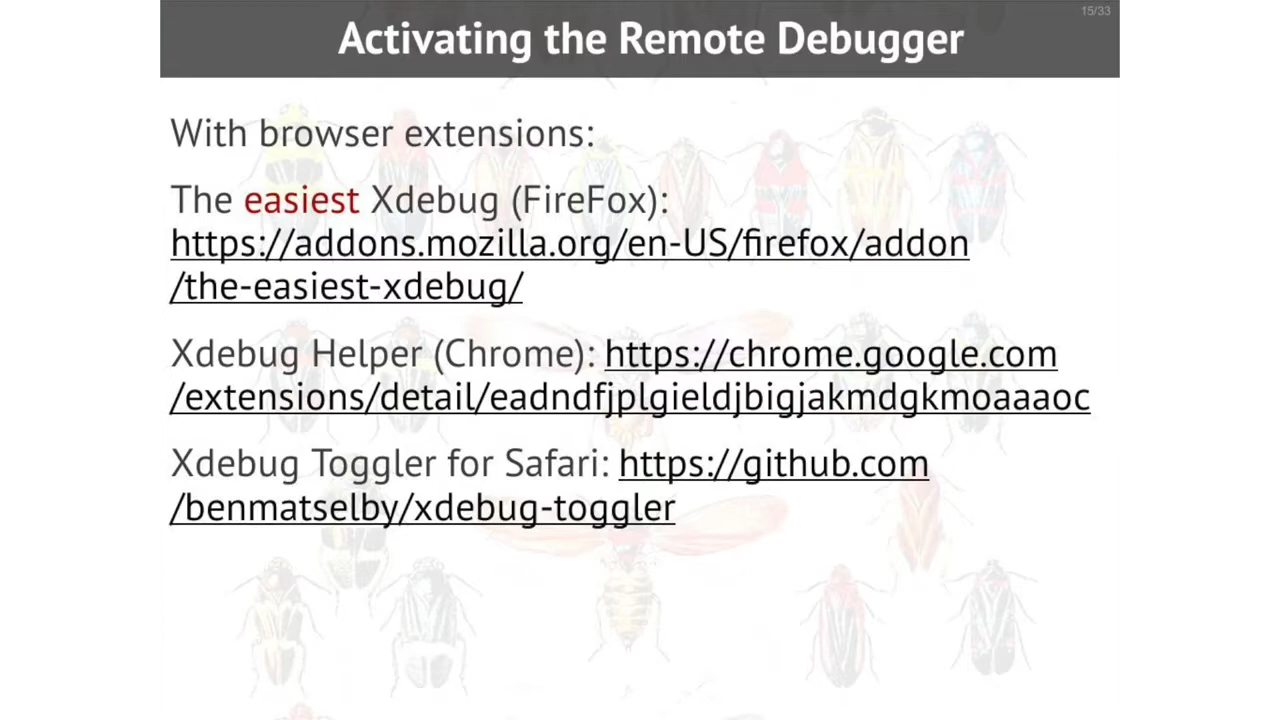 15/33
Activating the Remote Debugger
With browser extensions:
The easiest Xdebug (FireFox):
https://addons.mozilla.org/en-US/firefox/addon
/the-easiest-xdebug/
Xdebug Helper (Chrome): https://chrome.google.com
/extensions/detail/eadndfjplgieldjbigjakmdgkmoaaaoc
Xdebug Toggler for Safari: https://github.com
/benmatselby/xdebug-toggler